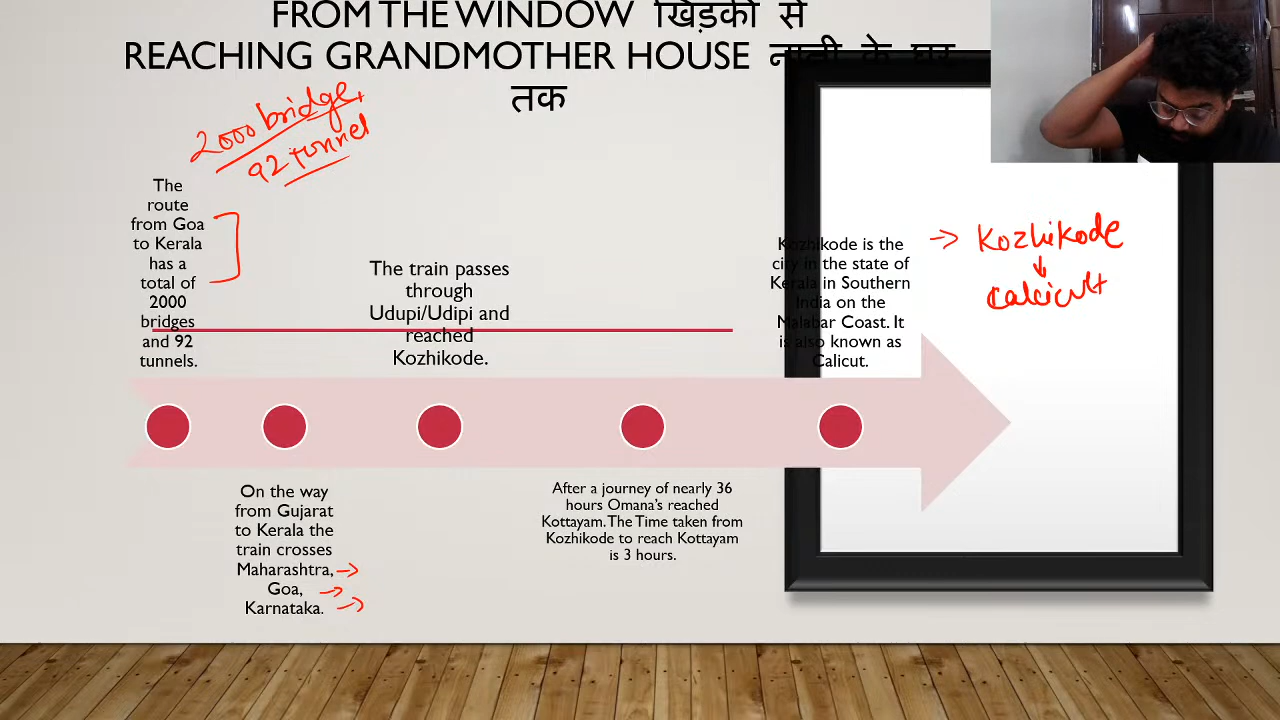 FROM THE WINDOW खिड़की से
REACHING GRANDMOTHER HOUSE नानी के घर
तक
2000 bridge,
92 tunnel
The
route
from Goa
to Kerala
has a
total of
2000
bridges
and 92
tunnels.
The train passes
through
Udupi/Udipi and
reached
Kozhikode.
Kozhikode is the
city in the state of
Kerala in Southern
India on the
Malabar Coast. It
is also known as
Calicut.
→ Kozhikode
↓
Calcicut
On the way
from Gujarat
to Kerala the
train crosses
Maharashtra, →
Goa, →
Karnataka. →
After a journey of nearly 36
hours Omana's reached
Kottayam. The Time taken from
Kozhikode to reach Kottayam
is 3 hours.